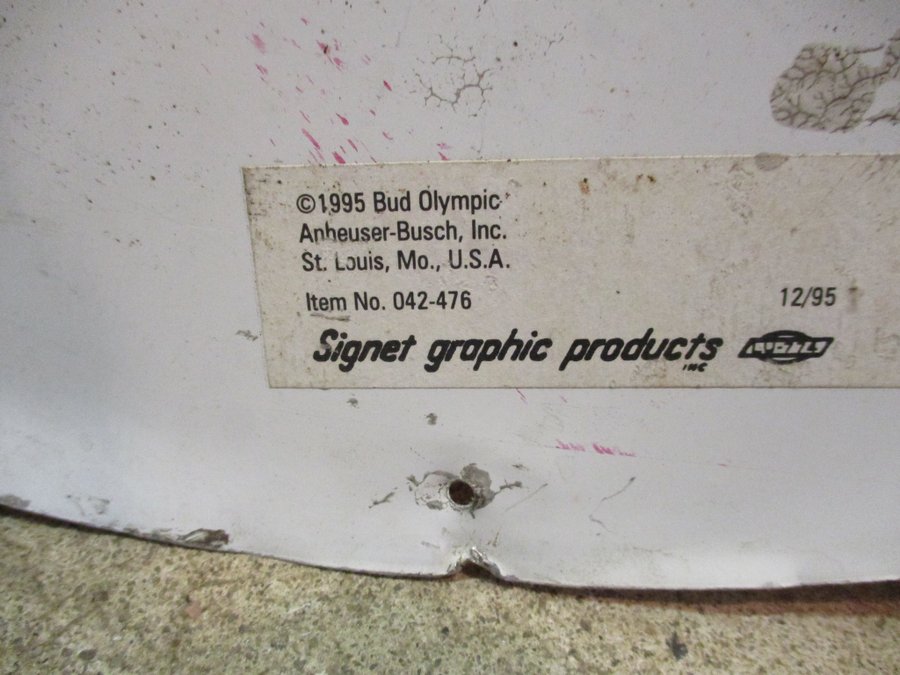 ©1995 Bud Olympic
Anheuser-Busch, Inc.
St. Louis, Mo., U.S.A.
Item No. 042-476
12/95
Signet graphic products
INC